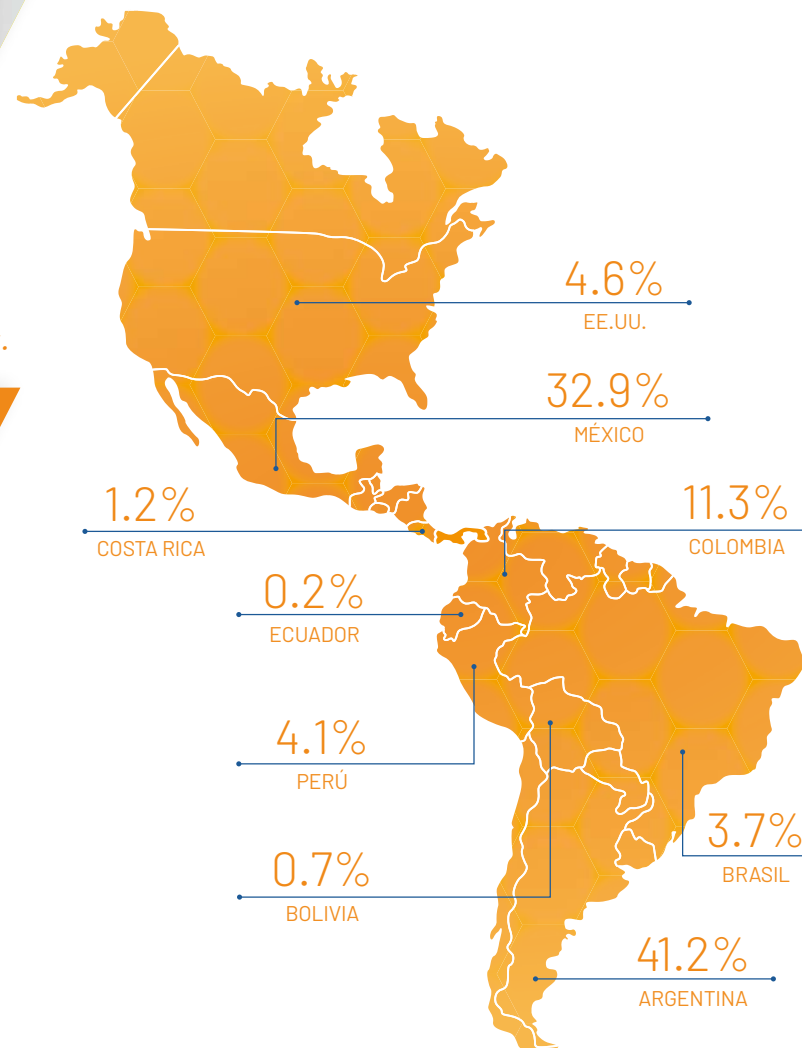 4.6%
EE.UU.
32.9%
MÉXICO
1.2%
COSTA RICA
11.3%
COLOMBIA
0.2%
ECUADOR
4.1%
PERÚ
3.7%
BRASIL
0.7%
BOLIVIA
41.2%
ARGENTINA